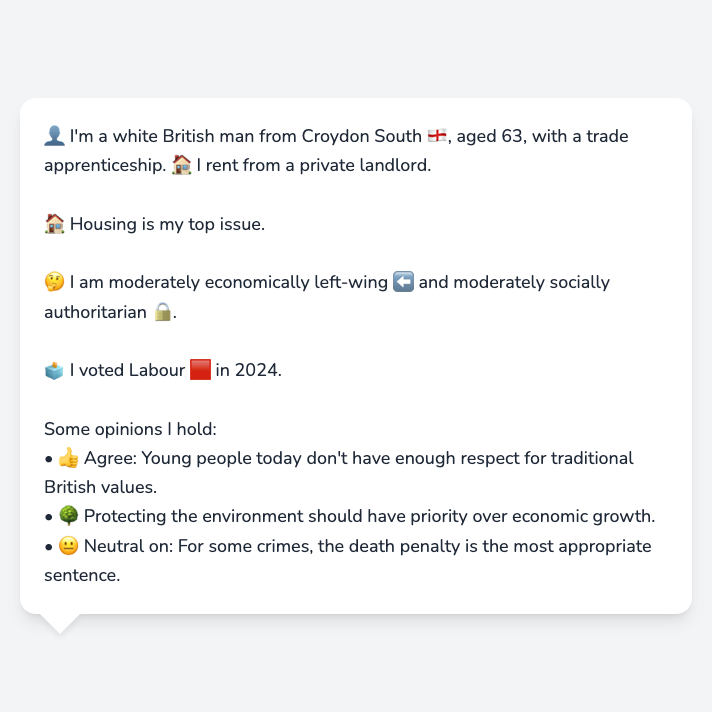 👤 I'm a white British man from Croydon South 🏴󠁧󠁢󠁥󠁮󠁧󠁿, aged 63, with a trade
apprenticeship. 🏠 I rent from a private landlord.
🏠 Housing is my top issue.
🤔 I am moderately economically left-wing ⬅️ and moderately socially
authoritarian 🔒.
🗳️ I voted Labour 🟥 in 2024.
Some opinions I hold:
• 👍 Agree: Young people today don't have enough respect for traditional
British values.
• 🌳 Protecting the environment should have priority over economic growth.
• 😐 Neutral on: For some crimes, the death penalty is the most appropriate
sentence.